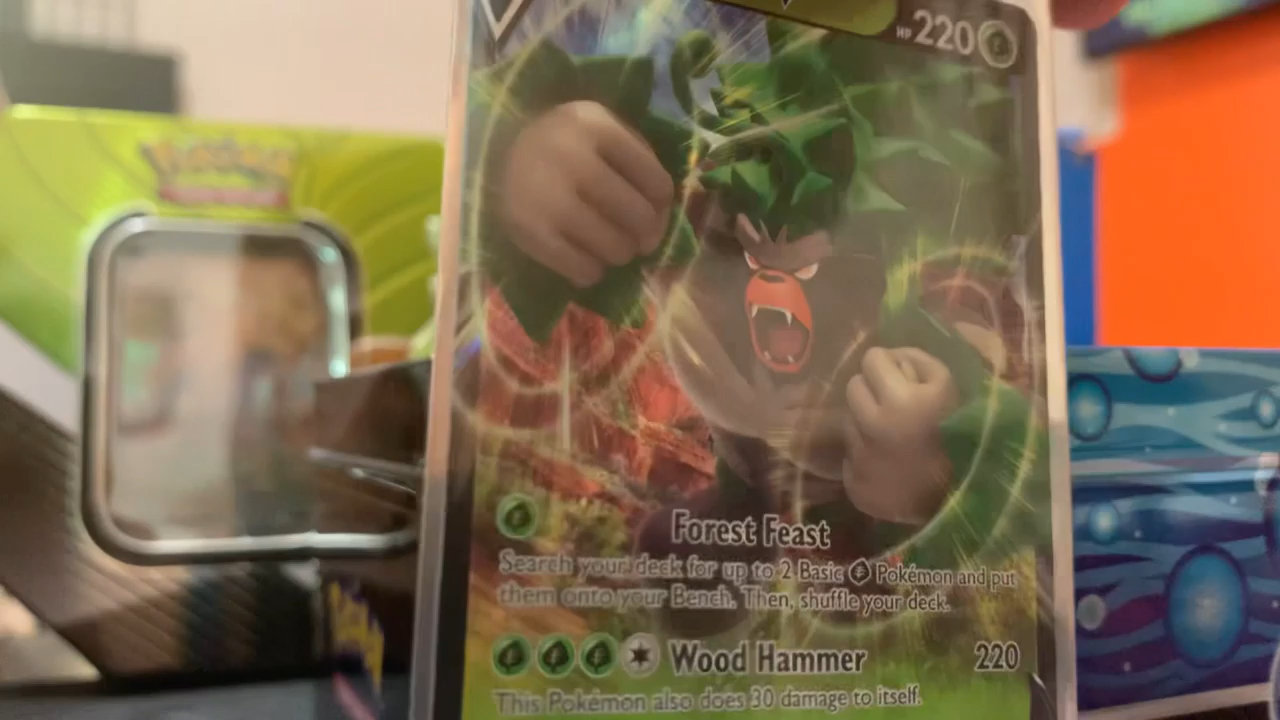 HP 220
Pokémon
Forest Feast
Search your deck for up to 2 Basic Pokémon and put
them onto your Bench. Then, shuffle your deck.
Wood Hammer 220
This Pokémon also does 30 damage to itself.